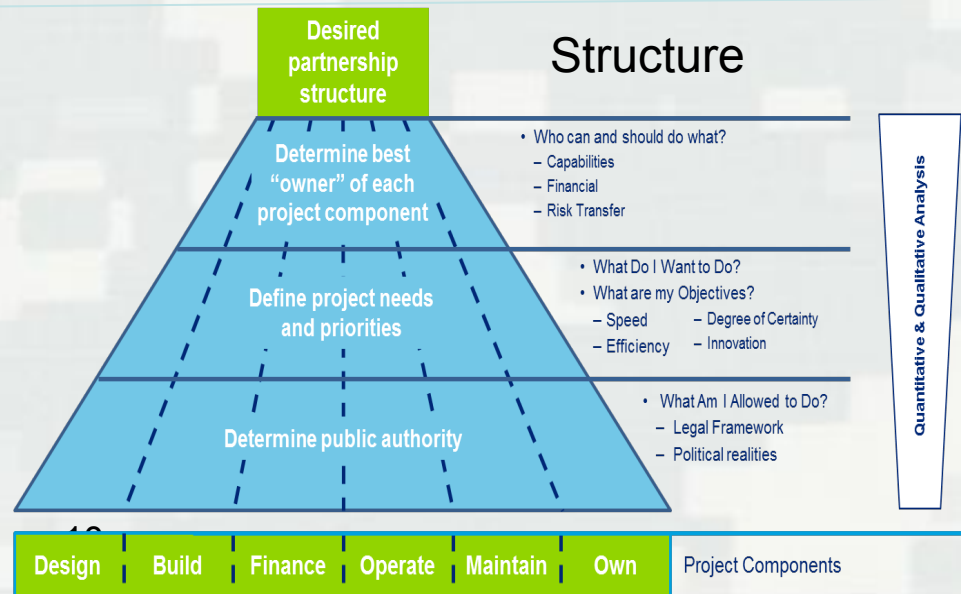 Structure
Desired
partnership
structure
Determine best
“owner” of each
project component
• Who can and should do what?
– Capabilities
– Financial
– Risk Transfer
Define project needs
and priorities
• What Do I Want to Do?
• What are my Objectives?
– Speed – Degree of Certainty
– Efficiency – Innovation
Determine public authority
• What Am I Allowed to Do?
– Legal Framework
– Political realities
Quantitative & Qualitative Analysis
Design Build Finance Operate Maintain Own Project Components